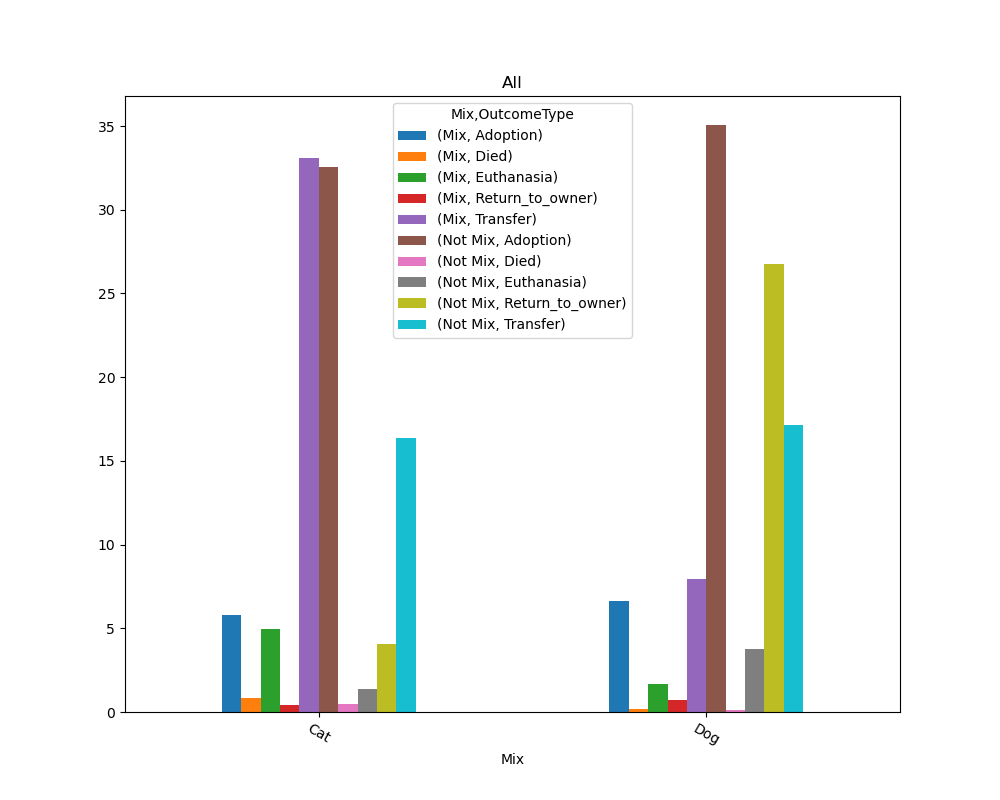 All
35
30
25
20
15
10
5
0
Mix,OutcomeType
(Mix, Adoption)
(Mix, Died)
(Mix, Euthanasia)
(Mix, Return_to_owner)
(Mix, Transfer)
(Not Mix, Adoption)
(Not Mix, Died)
(Not Mix, Euthanasia)
(Not Mix, Return_to_owner)
(Not Mix, Transfer)
Cat
Dog
Mix